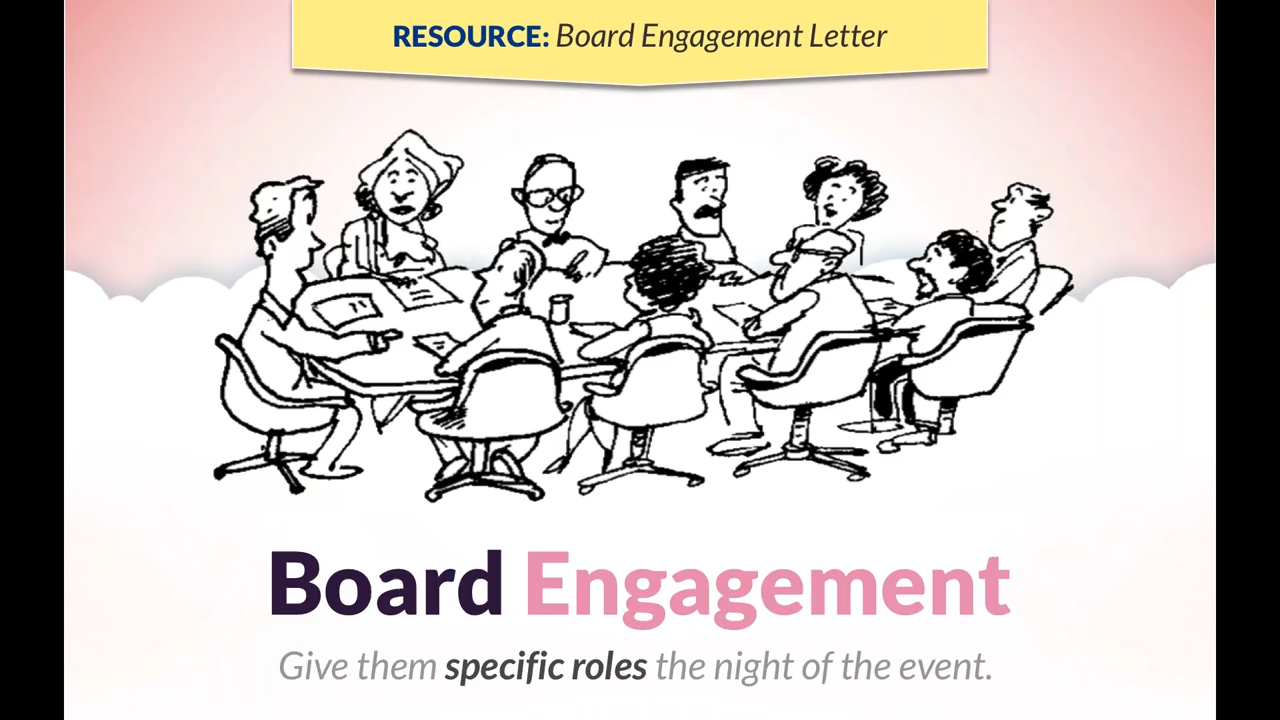 RESOURCE: Board Engagement Letter
Board Engagement
Give them specific roles the night of the event.